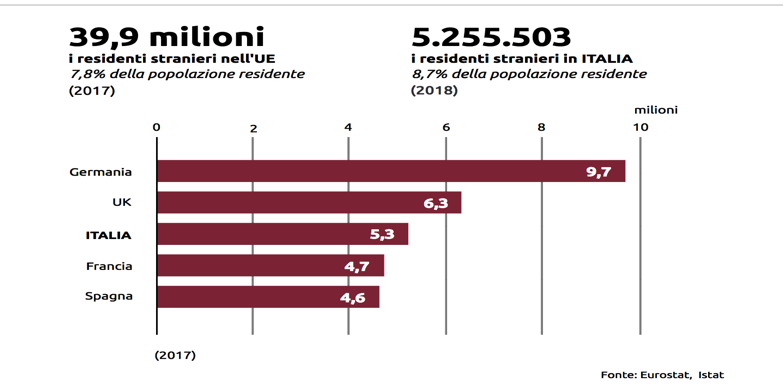 39,9 milioni
i residenti stranieri nell'UE
7,8% della popolazione residente
(2017)
5.255.503
i residenti stranieri in ITALIA
8,7% della popolazione residente
(2018)
milioni
0 2 4 6 8 10
Germania 9,7
UK 6,3
ITALIA 5,3
Francia 4,7
Spagna 4,6
(2017)
Fonte: Eurostat, Istat